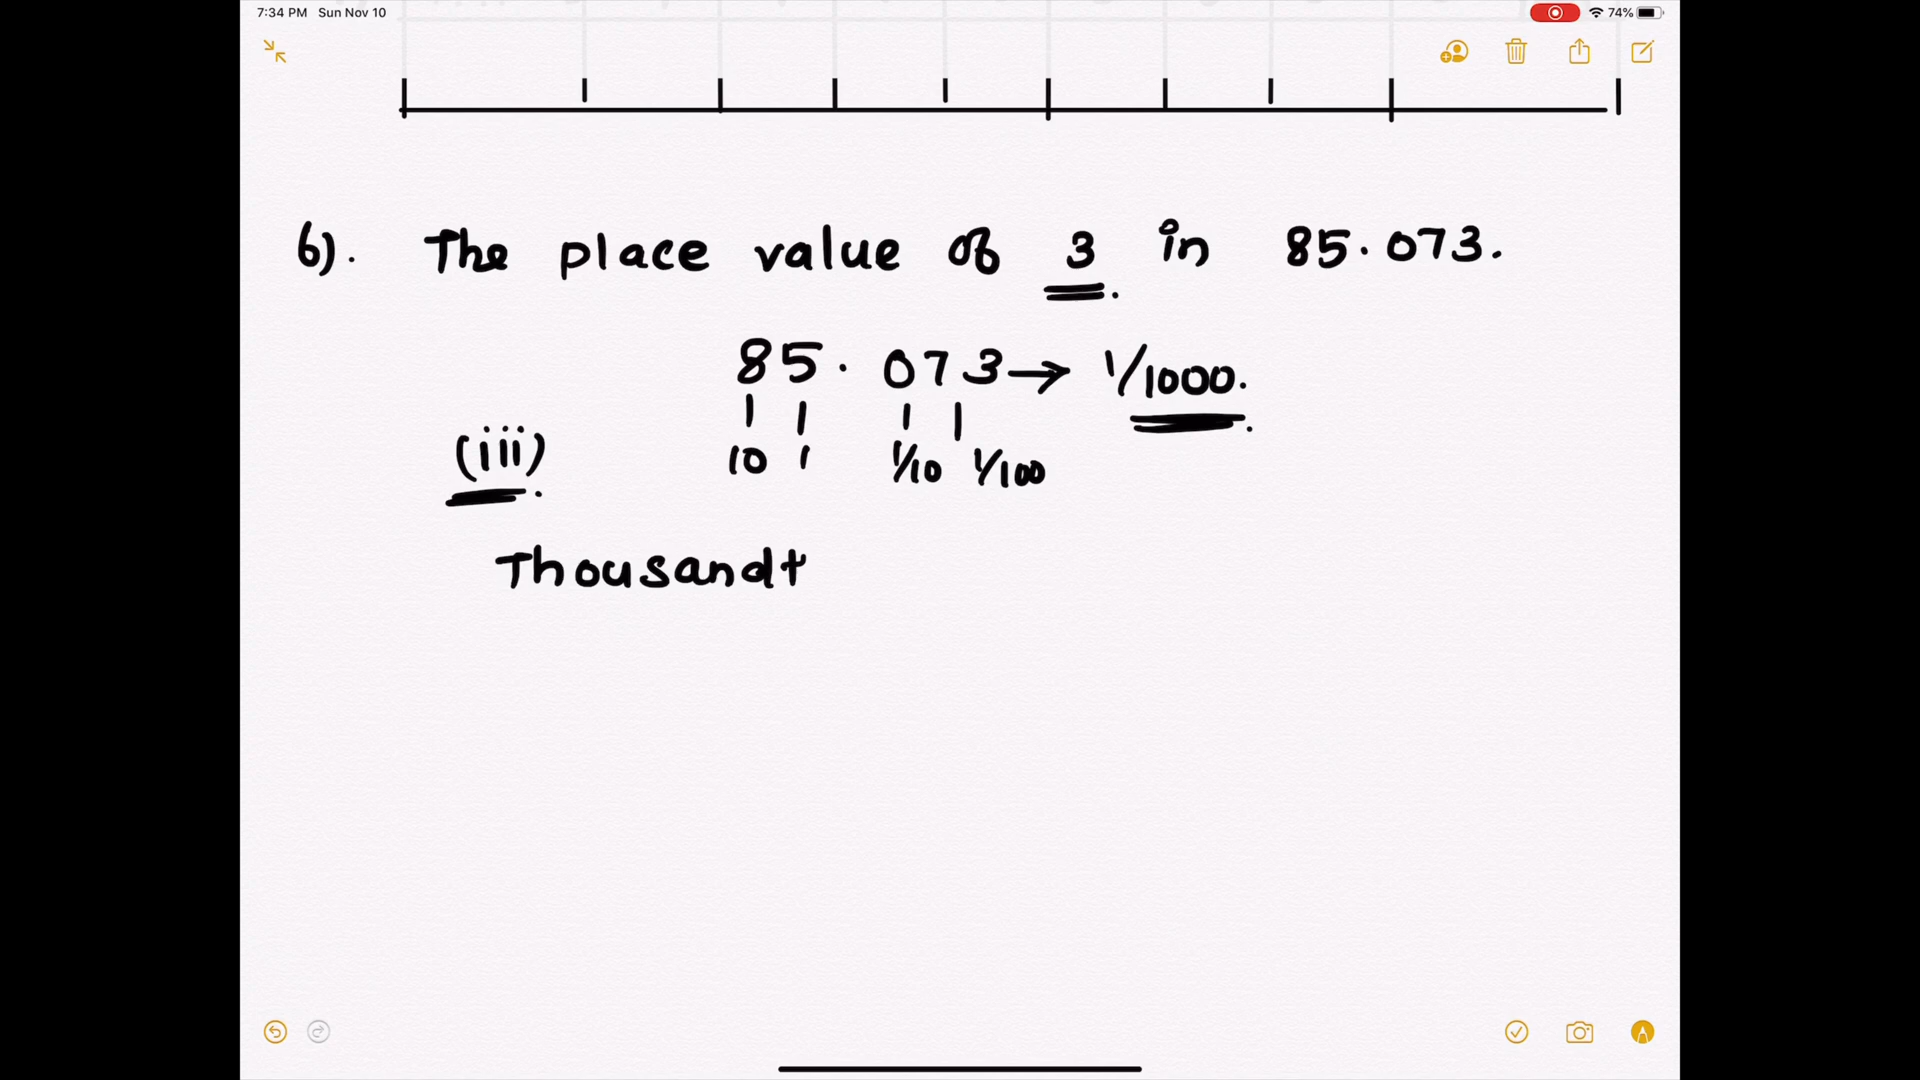 7:34 PM Sun Nov 10
74%
6). The place value of 3 in 85.073.
85.073 → 1/1000.
(iii)
10 1 1/10 1/100
Thousandt